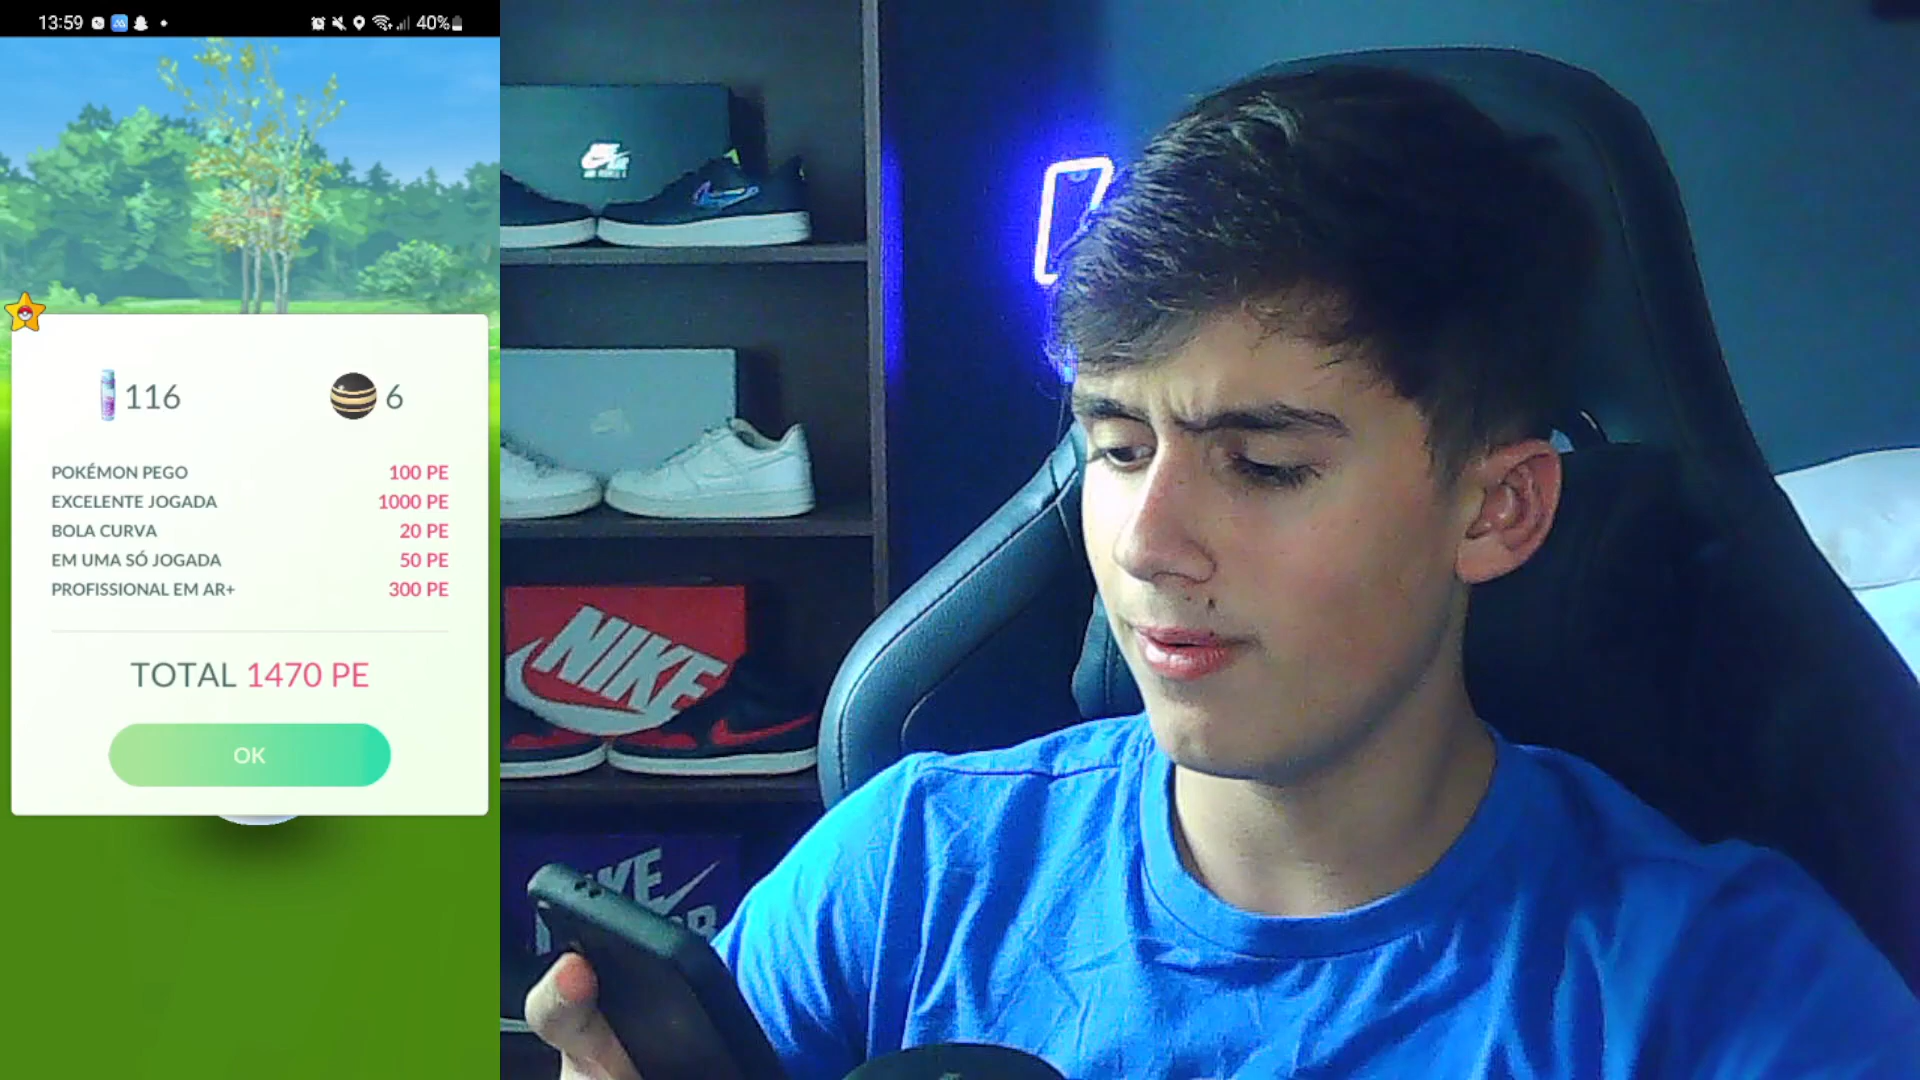 13:59
40%
116
6
POKÉMON PEGO 100 PE
EXCELENTE JOGADA 1000 PE
BOLA CURVA 20 PE
EM UMA SÓ JOGADA 50 PE
PROFISSIONAL EM AR+ 300 PE
TOTAL 1470 PE
OK
NIKE